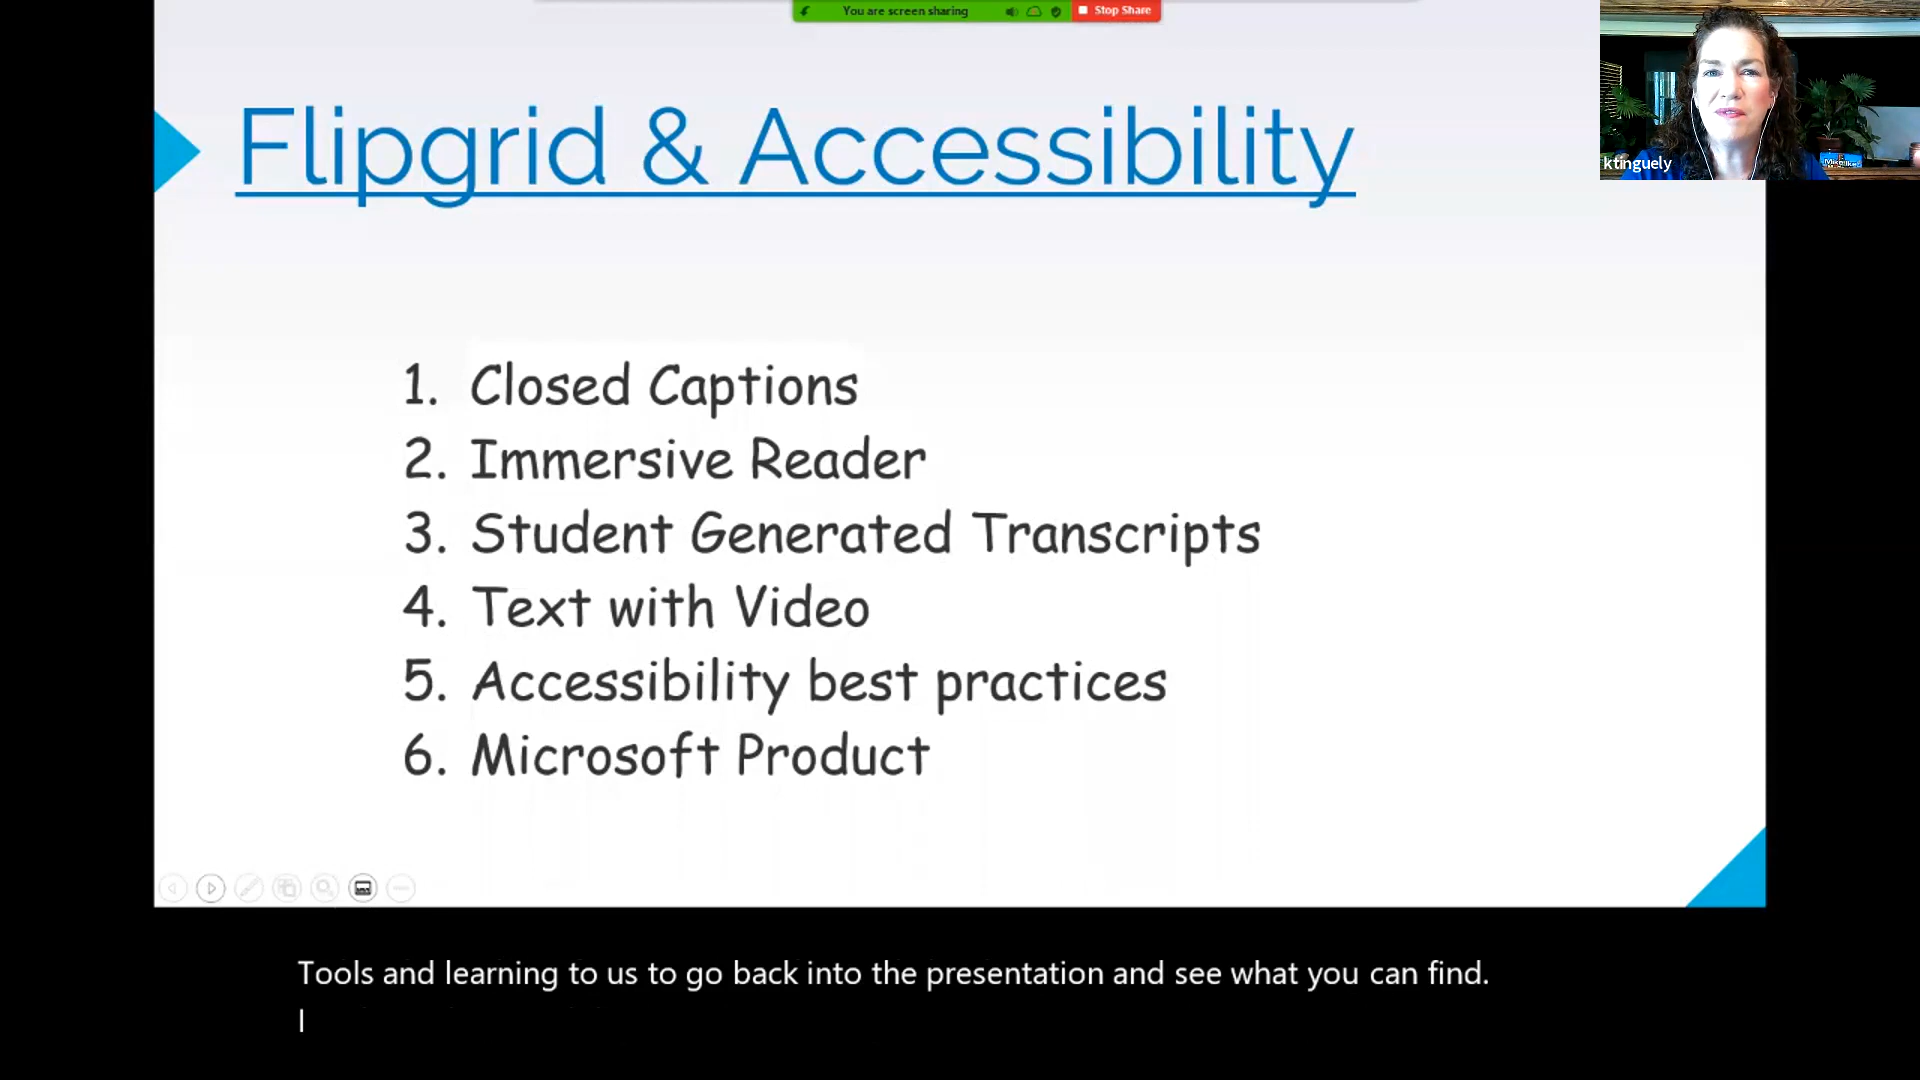 You are screen sharing
Stop Share
Flipgrid & Accessibility
ktinguely
1. Closed Captions
2. Immersive Reader
3. Student Generated Transcripts
4. Text with Video
5. Accessibility best practices
6. Microsoft Product
Tools and learning to us to go back into the presentation and see what you can find.
I